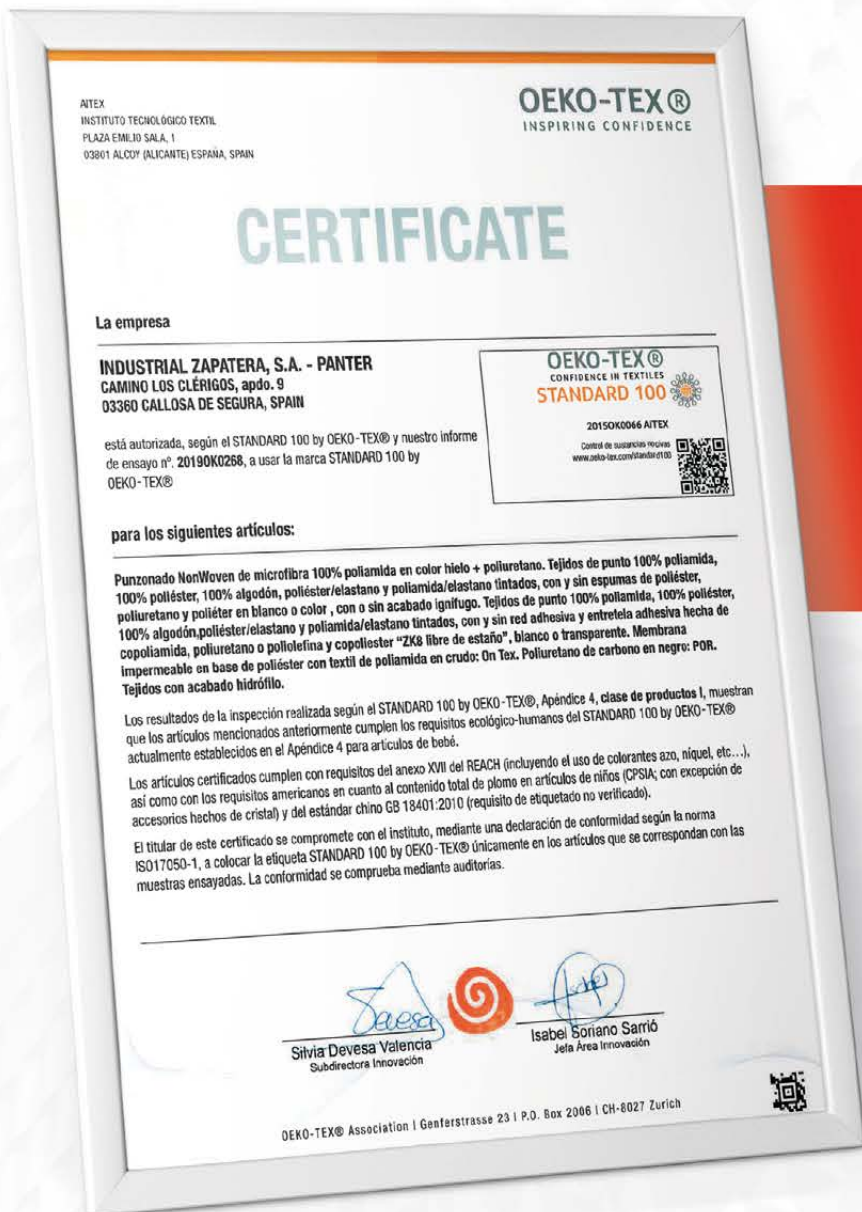 AITEX
INSTITUTO TECNOLÓGICO TEXTIL
PLAZA EMILIO SALA, 1
03801 ALCOY (ALICANTE) ESPAÑA, SPAIN
OEKO-TEX®
INSPIRING CONFIDENCE
CERTIFICATE
La empresa
INDUSTRIAL ZAPATERA, S.A. - PANTER
CAMINO LOS CLÉRIGOS, apdo. 9
03360 CALLOSA DE SEGURA, SPAIN
está autorizada, según el STANDARD 100 by OEKO-TEX® y nuestro informe
de ensayo nº. 2019OK0268, a usar la marca STANDARD 100 by
OEKO-TEX®
OEKO-TEX®
CONFIDENCE IN TEXTILES
STANDARD 100
2015OK0066 AITEX
Control de sustancias nocivas
www.oeko-tex.com/standard100
para los siguientes artículos:
Punzonado NonWoven de microfibra 100% poliamida en color hielo + poliuretano. Tejidos de punto 100% poliamida,
100% poliéster, 100% algodón, poliéster/elastano y poliamida/elastano tintados, con y sin espumas de poliéster,
poliuretano y poliéter en blanco o color , con o sin acabado ignífugo. Tejidos de punto 100% poliamida, 100% poliéster,
100% algodón,poliéster/elastano y poliamida/elastano tintados, con y sin red adhesiva y entretela adhesiva hecha de
copoliamida, poliuretano o poliolefina y copoliester "ZK8 libre de estaño", blanco o transparente. Membrana
impermeable en base de poliéster con textil de poliamida en crudo: On Tex. Poliuretano de carbono en negro: POR.
Tejidos con acabado hidrófilo.
Los resultados de la inspección realizada según el STANDARD 100 by OEKO-TEX®, Apéndice 4, clase de productos I, muestran
que los artículos mencionados anteriormente cumplen los requisitos ecológico-humanos del STANDARD 100 by OEKO-TEX®
actualmente establecidos en el Apéndice 4 para artículos de bebé.
Los artículos certificados cumplen con requisitos del anexo XVII del REACH (incluyendo el uso de colorantes azo, níquel, etc...),
así como con los requisitos americanos en cuanto al contenido total de plomo en artículos de niños (CPSIA; con excepción de
accesorios hechos de cristal) y del estándar chino GB 18401:2010 (requisito de etiquetado no verificado).
El titular de este certificado se compromete con el instituto, mediante una declaración de conformidad según la norma
ISO17050-1, a colocar la etiqueta STANDARD 100 by OEKO-TEX® únicamente en los artículos que se correspondan con las
muestras ensayadas. La conformidad se comprueba mediante auditorías.
Devesa
Isabel
Silvia Devesa Valencia
Subdirectora Innovación
Isabel Soriano Sarrió
Jefa Área Innovación
OEKO-TEX® Association | Genferstrasse 23 | P.O. Box 2006 | CH-8027 Zurich